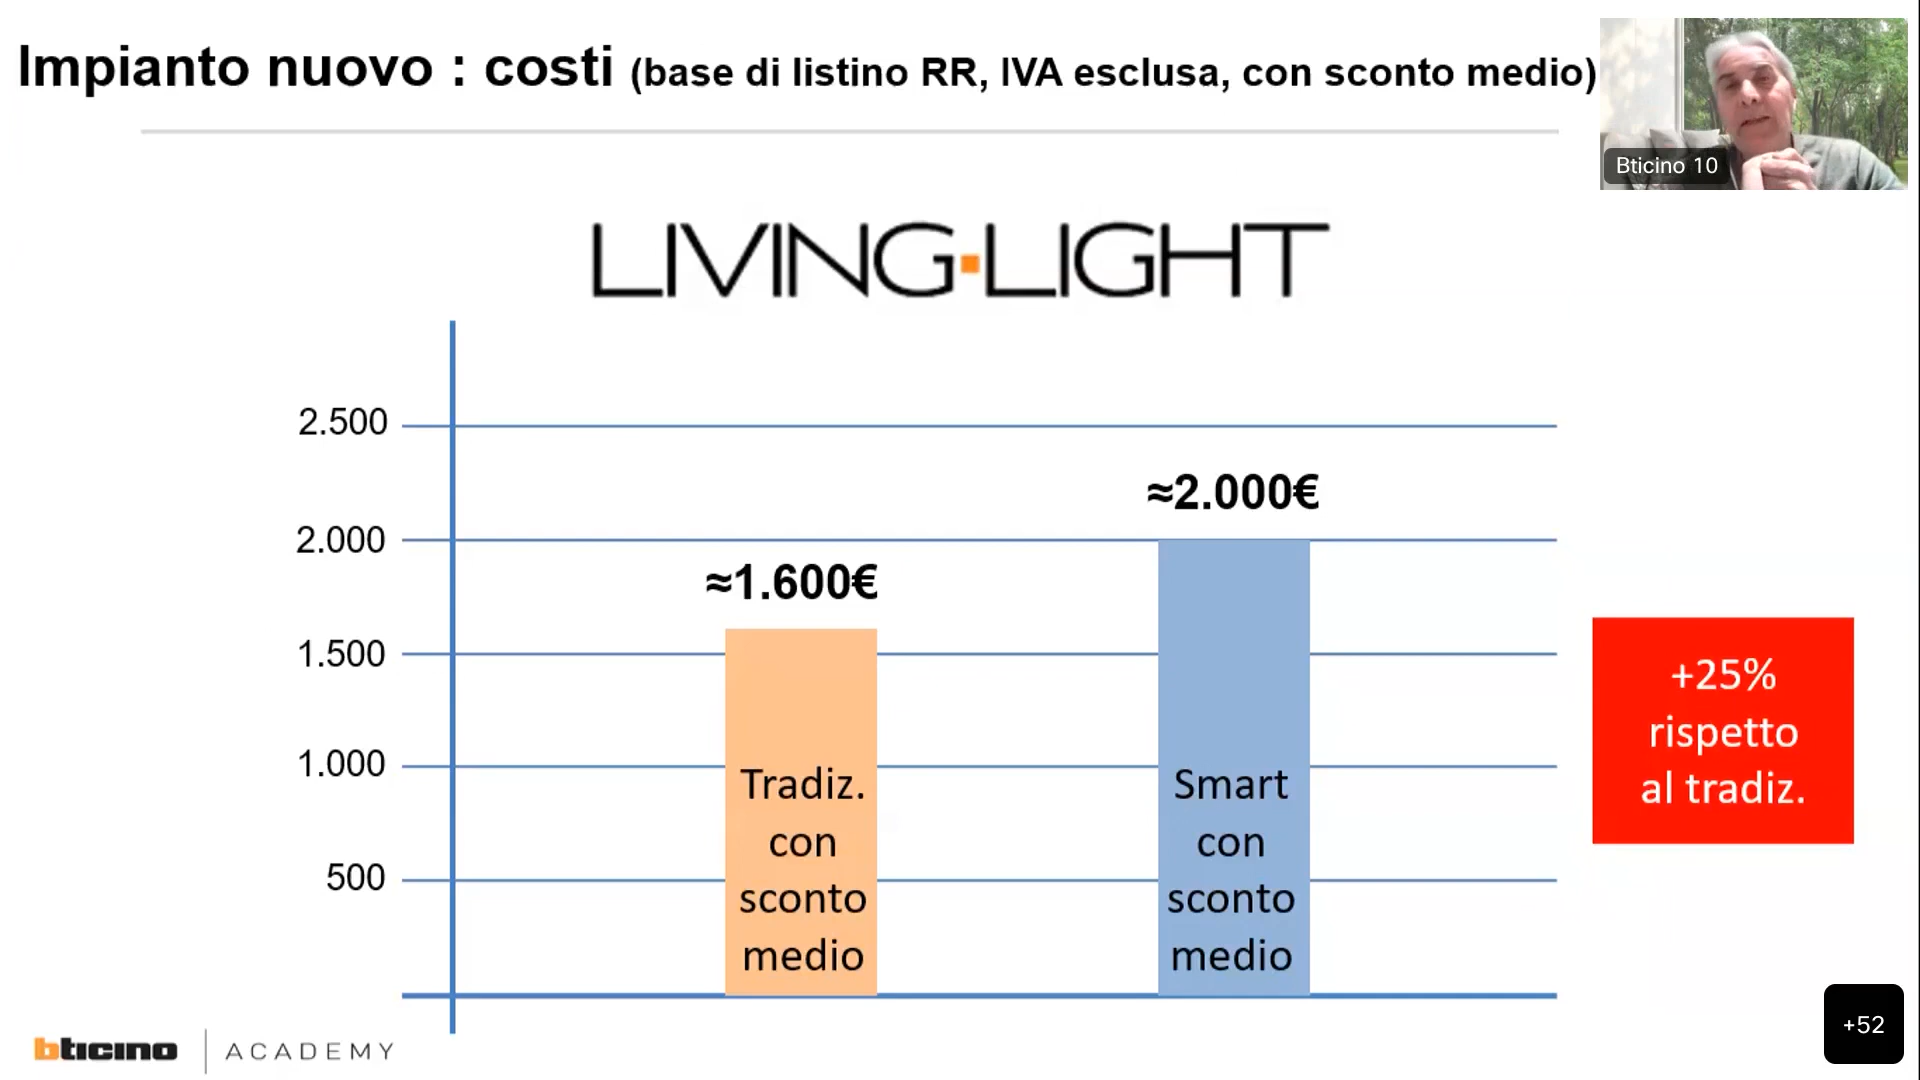 Impianto nuovo : costi (base di listino RR, IVA esclusa, con sconto medio)
Bticino 10
LIVING LIGHT
2.500
≈2.000€
2.000
≈1.600€
1.500
+25%
rispetto
al tradiz.
1.000
Tradiz.
con
sconto
medio
Smart
con
sconto
medio
500
bticino
ACADEMY
+52